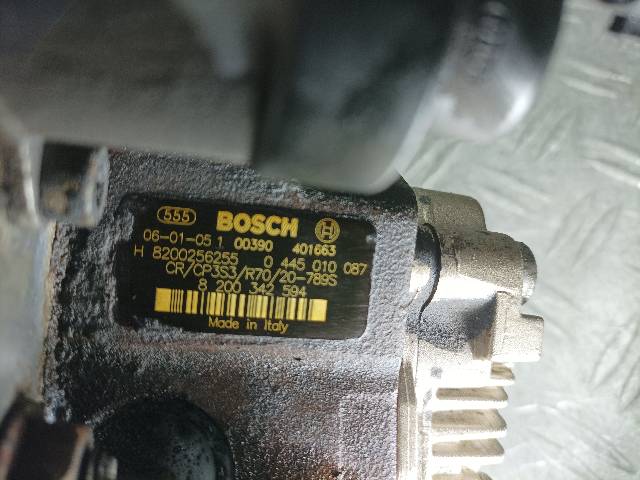 555 BOSCH
06-01-05 1 00390 401663
H 8200256255 0 445 010 087
CR/CP3S3/R70/20-789S
8 200 342 594
Made in Italy